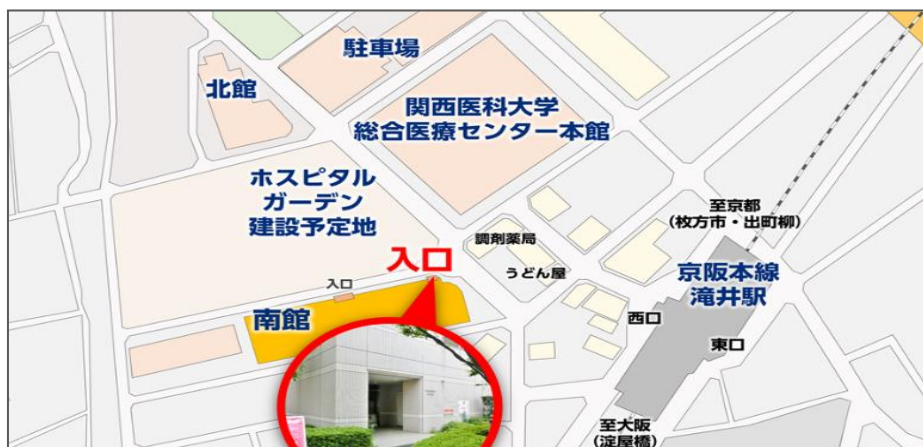 駐車場
北館
関西医科大学
総合医療センター本館
ホスピタル
ガーデン
建設予定地
至京都
(枚方市・出町柳)
調剤薬局
入口
うどん屋
京阪本線
滝井駅
入口
南館
西口
東口
至大阪
(淀屋橋)